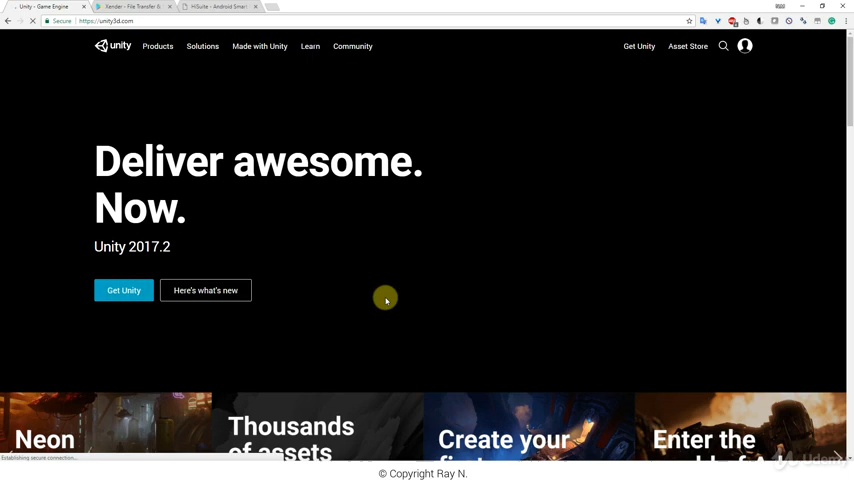 Unity - Game Engine
Xender - File Transfer &
HiSuite - Android Smart
Secure
https://unity3d.com
unity
Products
Solutions
Made with Unity
Learn
Community
Get Unity
Asset Store
Deliver awesome.
Now.
Unity 2017.2
Get Unity
Here's what's new
Neon
Thousands
of assets
Create your
Enter the
Establishing secure connection...
Udemy
© Copyright Ray N.